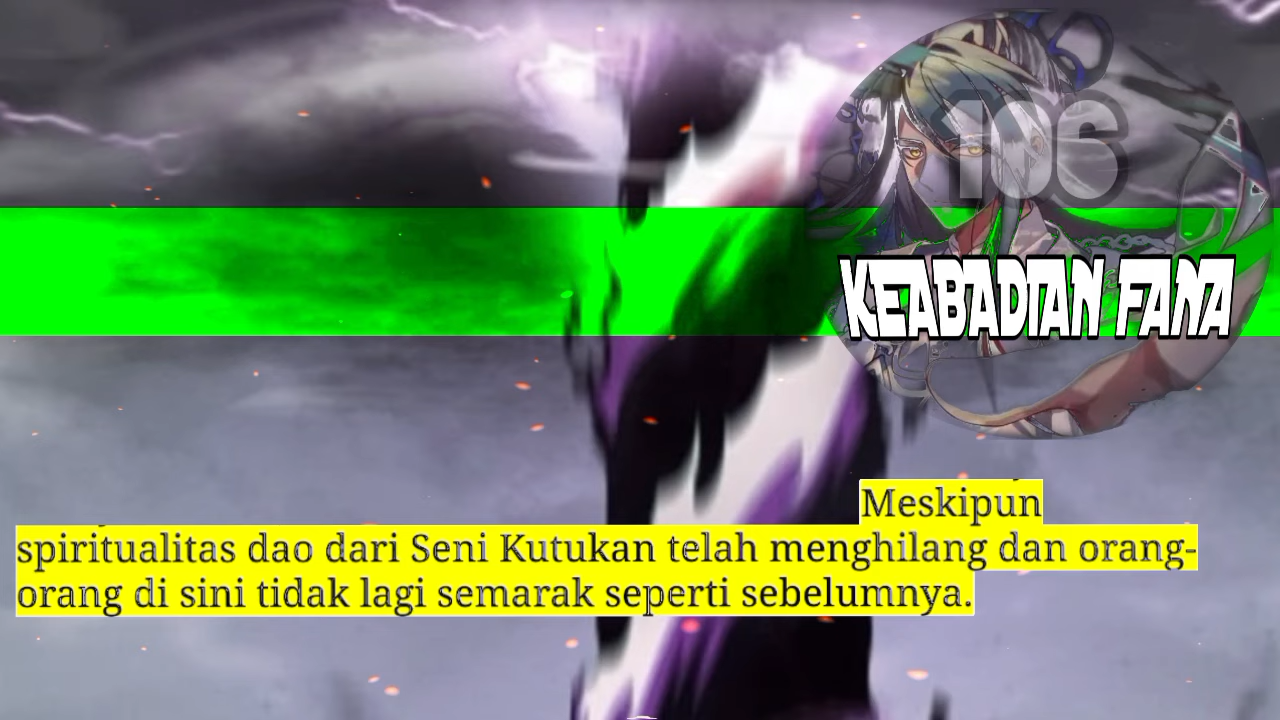 106
KEABADIAN FANA
Meskipun
spiritualitas dao dari Seni Kutukan telah menghilang dan orang-
orang di sini tidak lagi semarak seperti sebelumnya.